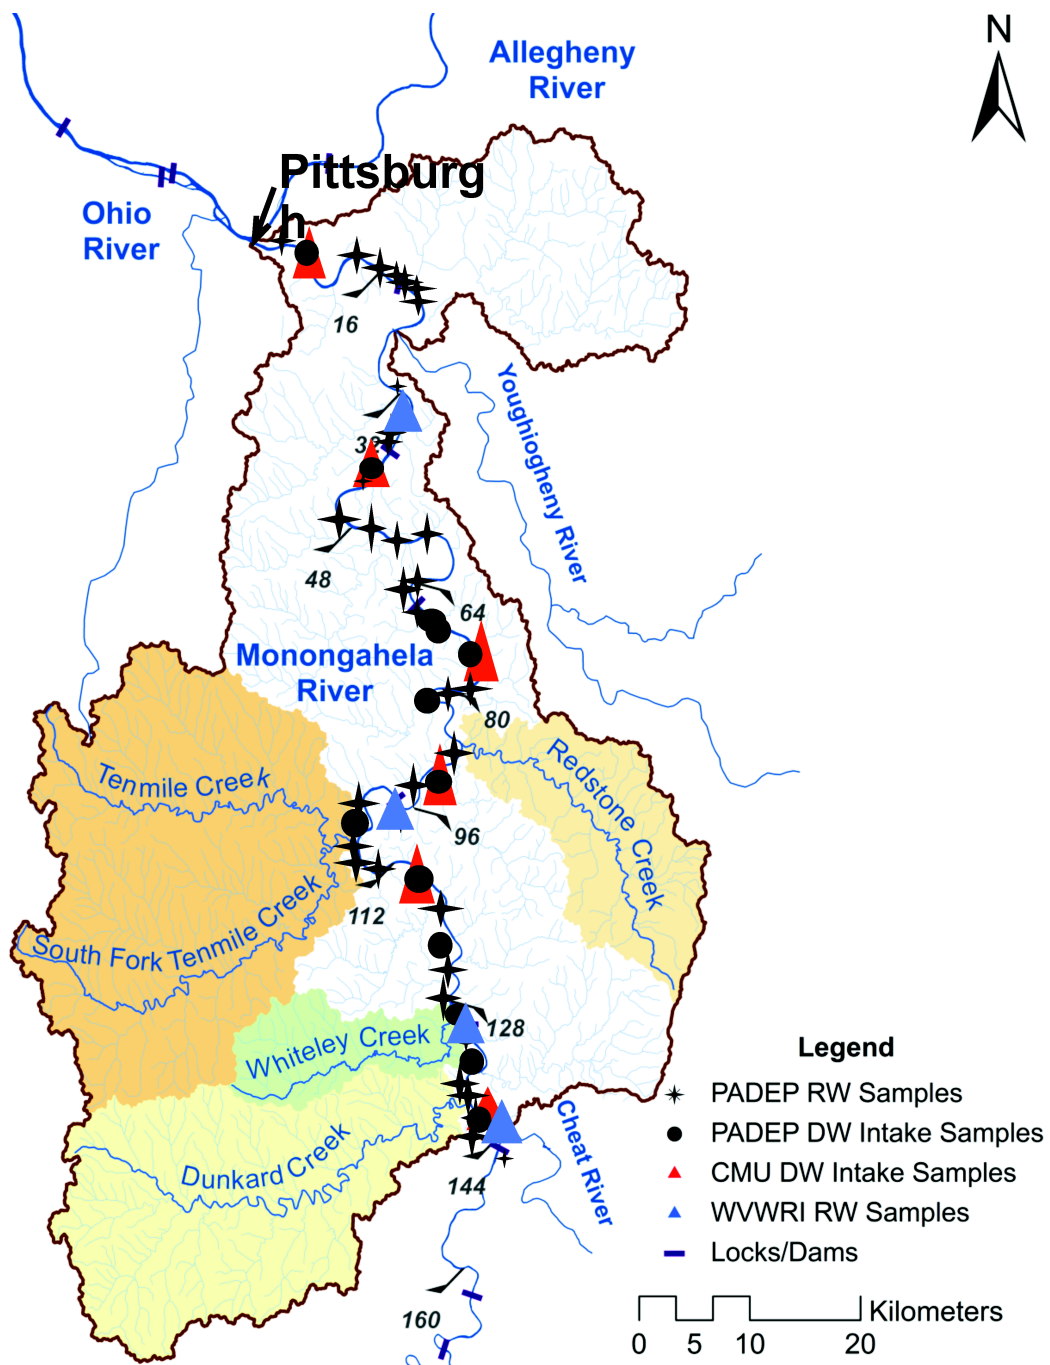 N
Allegheny
River
Pittsburg
h
Ohio
River
16
Youghiogheny River
32
48
64
Monongahela
River
80
Redstone Creek
Tenmile Creek
96
112
South Fork Tenmile Creek
128
Whiteley Creek
Legend
PADEP RW Samples
PADEP DW Intake Samples
CMU DW Intake Samples
WVWRI RW Samples
Locks/Dams
Cheat River
Dunkard Creek
144
160
Kilometers
0 5 10 20